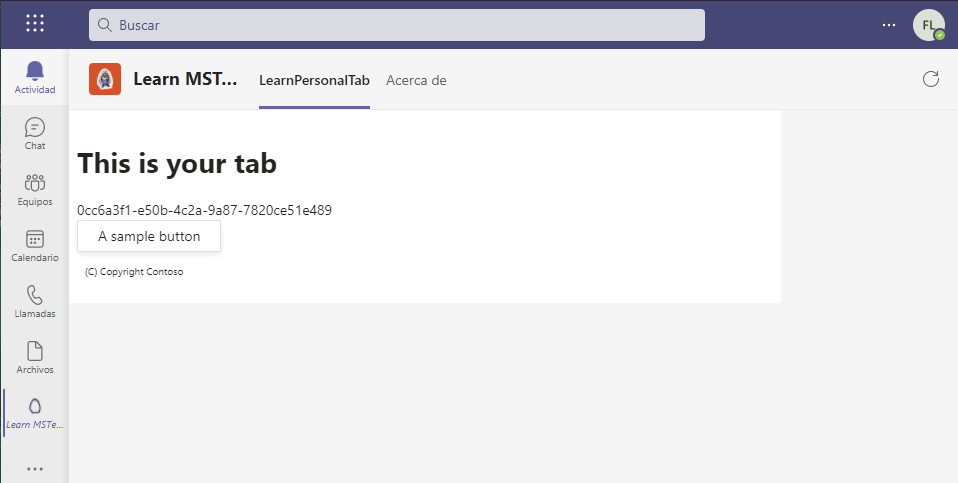 Buscar
FL
Actividad
Chat
Equipos
Calendario
Llamadas
Archivos
Learn MSTe...
Learn MST...
LearnPersonalTab
Acerca de
This is your tab
0cc6a3f1-e50b-4c2a-9a87-7820ce51e489
A sample button
(C) Copyright Contoso